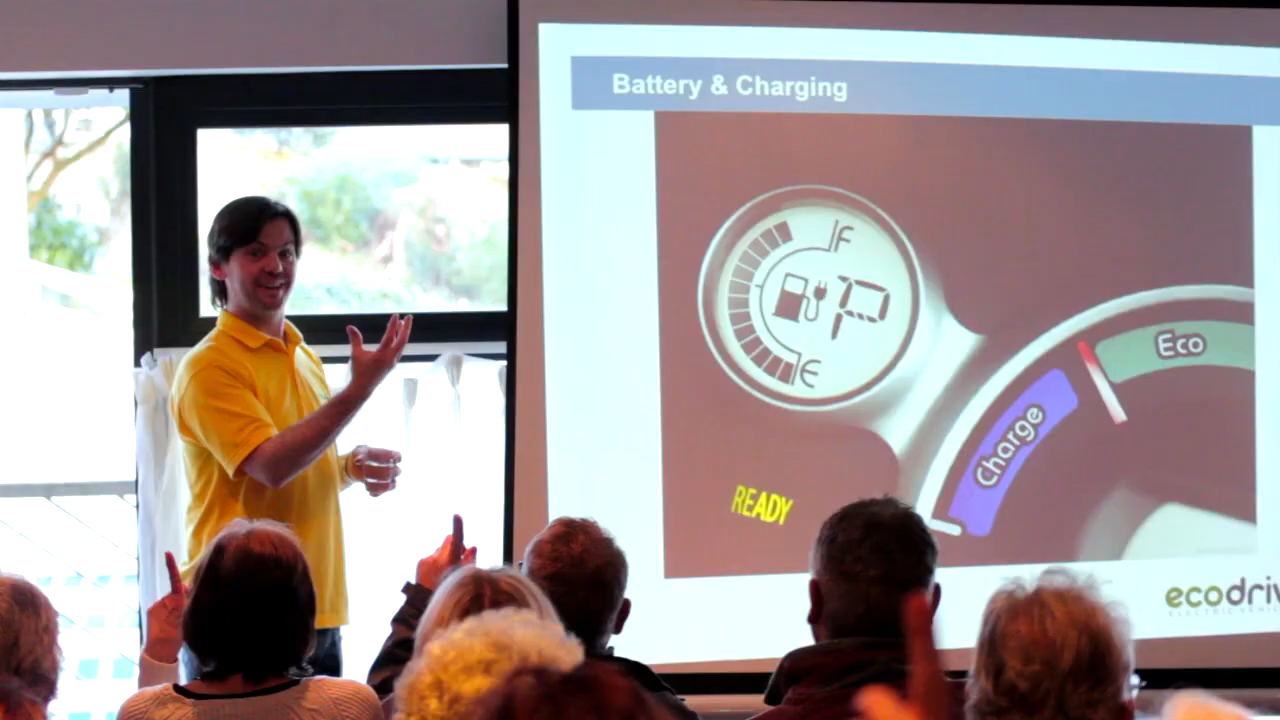 Battery & Charging
F
P
E
Eco
Charge
READY
ecodriv